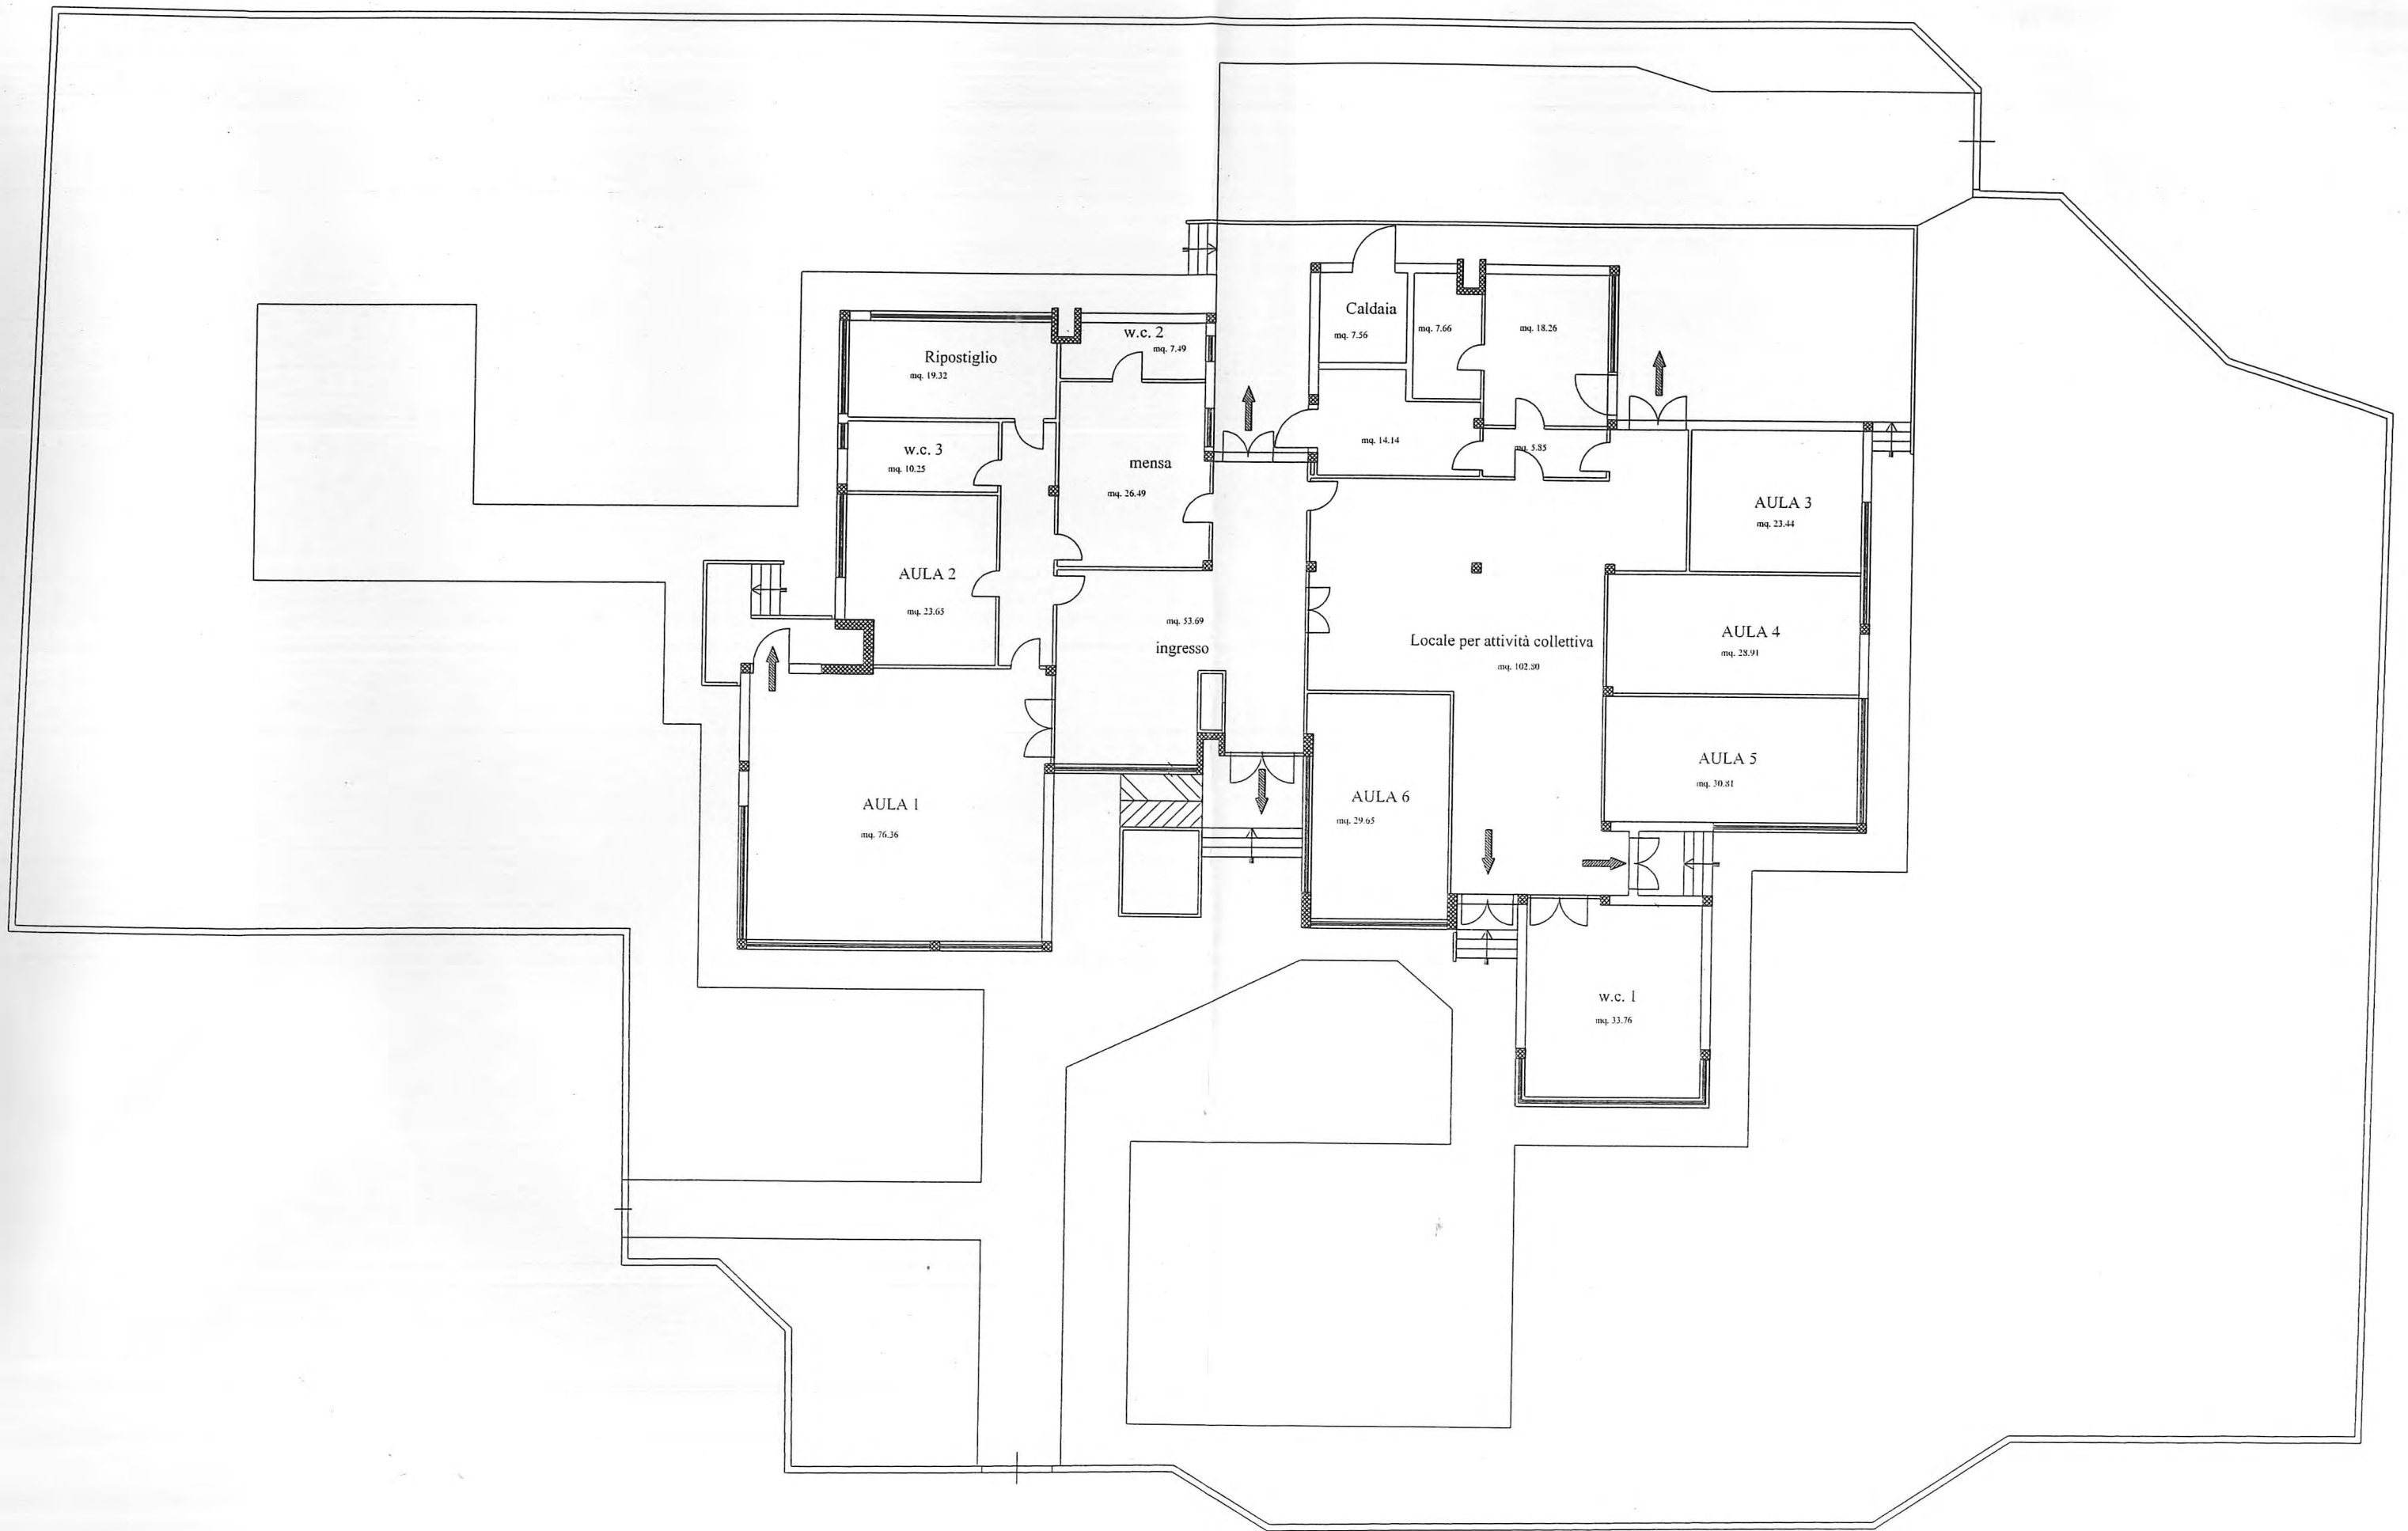 Caldaia
mq. 7.56
mq. 7.66
mq. 18.26
w.c. 2
mq. 7.49
Ripostiglio
mq. 19.32
w.c. 3
mq. 10.25
mensa
mq. 26.49
mq. 14.14
mq. 5.85
AULA 3
mq. 23.44
AULA 2
mq. 23.65
mq. 53.69
ingresso
Locale per attività collettiva
mq. 102.80
AULA 4
mq. 28.91
AULA 5
mq. 30.81
AULA 1
mq. 76.36
AULA 6
mq. 29.65
w.c. 1
mq. 33.76